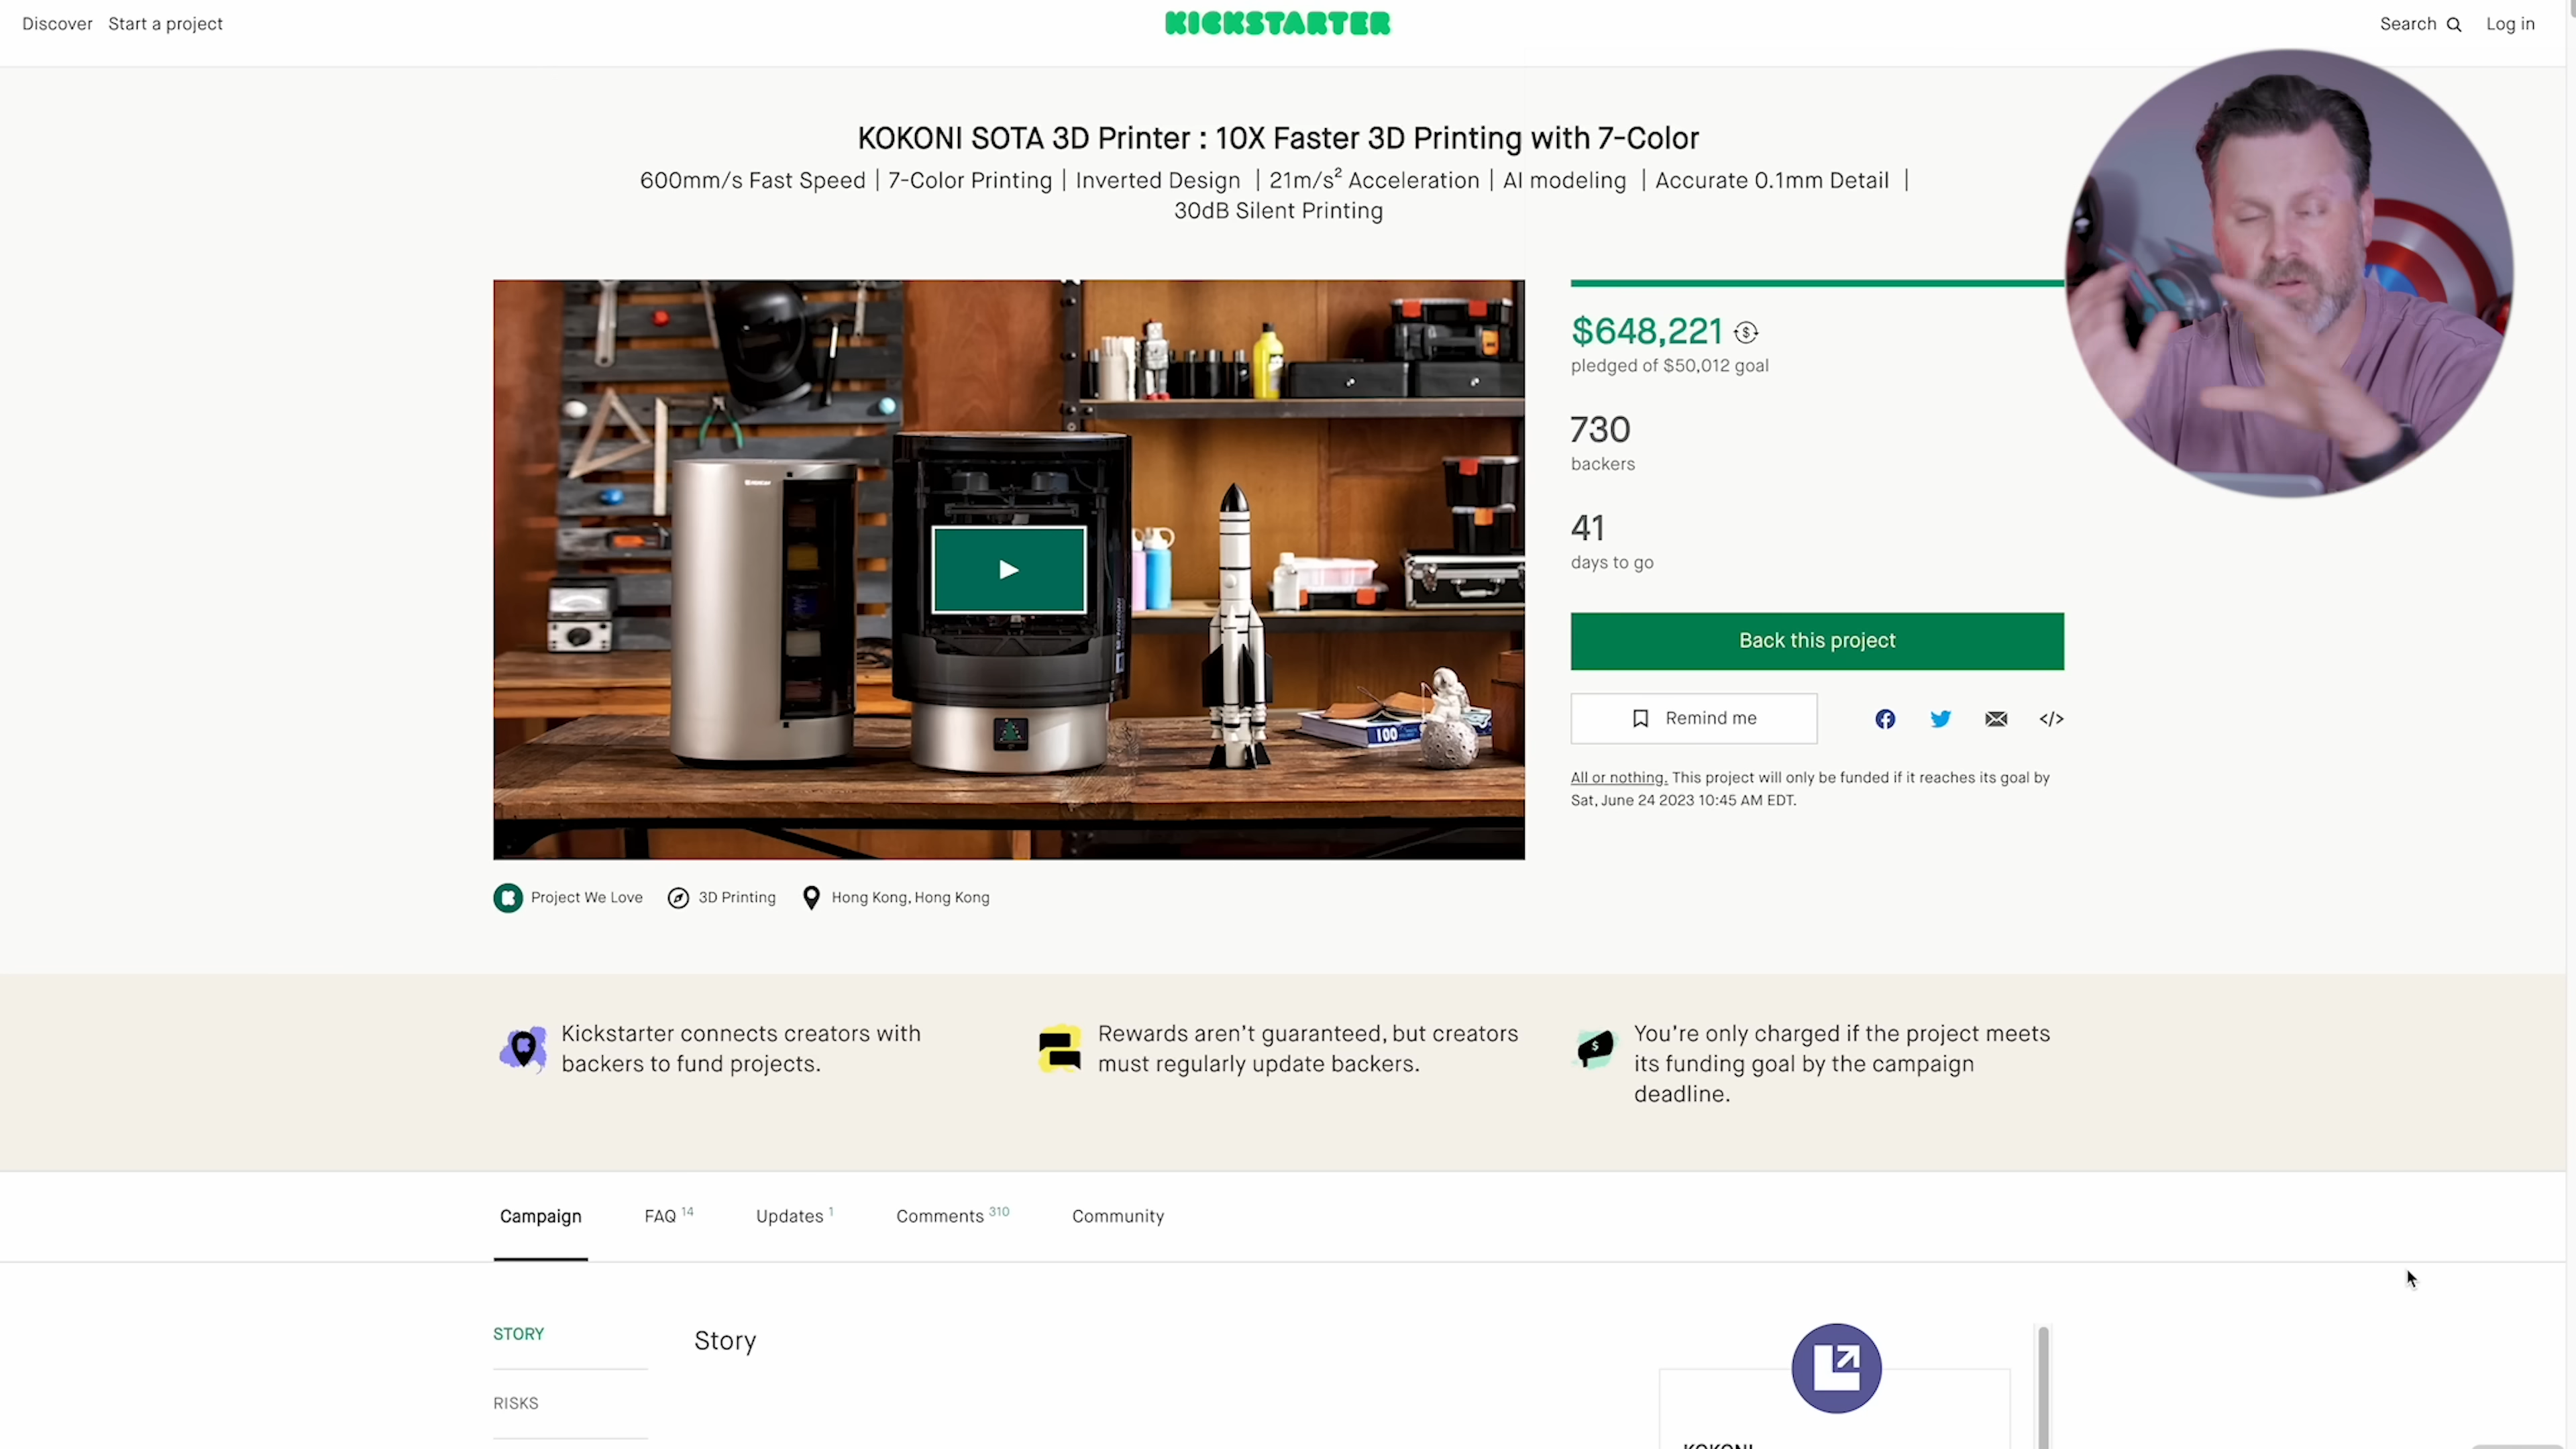 Discover Start a project
KICKSTARTER
Search Log in
KOKONI SOTA 3D Printer : 10X Faster 3D Printing with 7-Color
600mm/s Fast Speed | 7-Color Printing | Inverted Design | 21m/s² Acceleration | AI modeling | Accurate 0.1mm Detail |
30dB Silent Printing
$648,221
pledged of $50,012 goal
730
backers
41
days to go
Back this project
Remind me
All or nothing. This project will only be funded if it reaches its goal by
Sat, June 24 2023 10:45 AM EDT.
100
Project We Love 3D Printing Hong Kong, Hong Kong
Kickstarter connects creators with
backers to fund projects.
Rewards aren't guaranteed, but creators
must regularly update backers.
You're only charged if the project meets
its funding goal by the campaign
deadline.
Campaign FAQ 14 Updates 1 Comments 310 Community
STORY
Story
RISKS
KOKONI